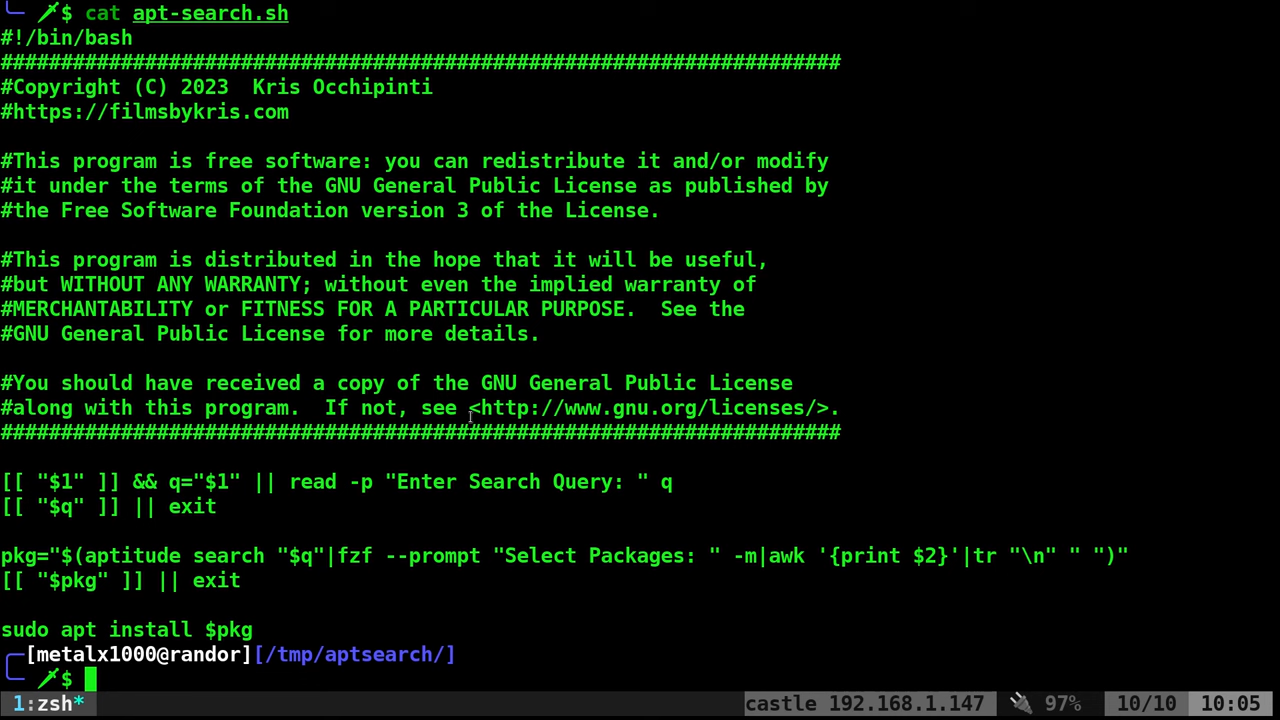 $ cat apt-search.sh
#!/bin/bash
######################################################################
#Copyright (C) 2023  Kris Occhipinti
#https://filmsbykris.com

#This program is free software: you can redistribute it and/or modify
#it under the terms of the GNU General Public License as published by
#the Free Software Foundation version 3 of the License.

#This program is distributed in the hope that it will be useful,
#but WITHOUT ANY WARRANTY; without even the implied warranty of
#MERCHANTABILITY or FITNESS FOR A PARTICULAR PURPOSE.  See the
#GNU General Public License for more details.

#You should have received a copy of the GNU General Public License
#along with this program.  If not, see <http://www.gnu.org/licenses/>.
######################################################################

[[ "$1" ]] && q="$1" || read -p "Enter Search Query: " q
[[ "$q" ]] || exit

pkg="$(aptitude search "$q"|fzf --prompt "Select Packages: " -m|awk '{print $2}'|tr "\n" " ")"
[[ "$pkg" ]] || exit

sudo apt install $pkg
[metalx1000@randor][/tmp/aptsearch/]
$
1:zsh* castle 192.168.1.147 97% 10/10 10:05